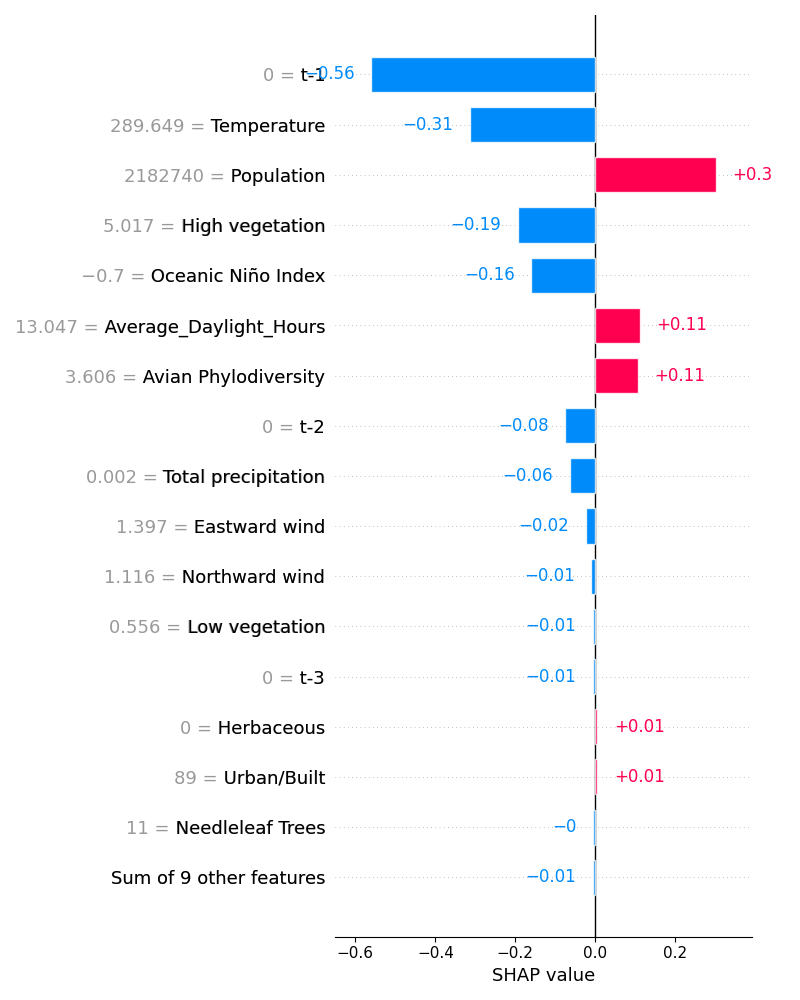 0 = t-1 −0.56
289.649 = Temperature −0.31
2182740 = Population +0.3
5.017 = High vegetation −0.19
−0.7 = Oceanic Niño Index −0.16
13.047 = Average_Daylight_Hours +0.11
3.606 = Avian Phylodiversity +0.11
0 = t-2 −0.08
0.002 = Total precipitation −0.06
1.397 = Eastward wind −0.02
1.116 = Northward wind −0.01
0.556 = Low vegetation −0.01
0 = t-3 −0.01
0 = Herbaceous +0.01
89 = Urban/Built +0.01
11 = Needleleaf Trees −0
Sum of 9 other features −0.01
−0.6 −0.4 −0.2 0.0 0.2
SHAP value